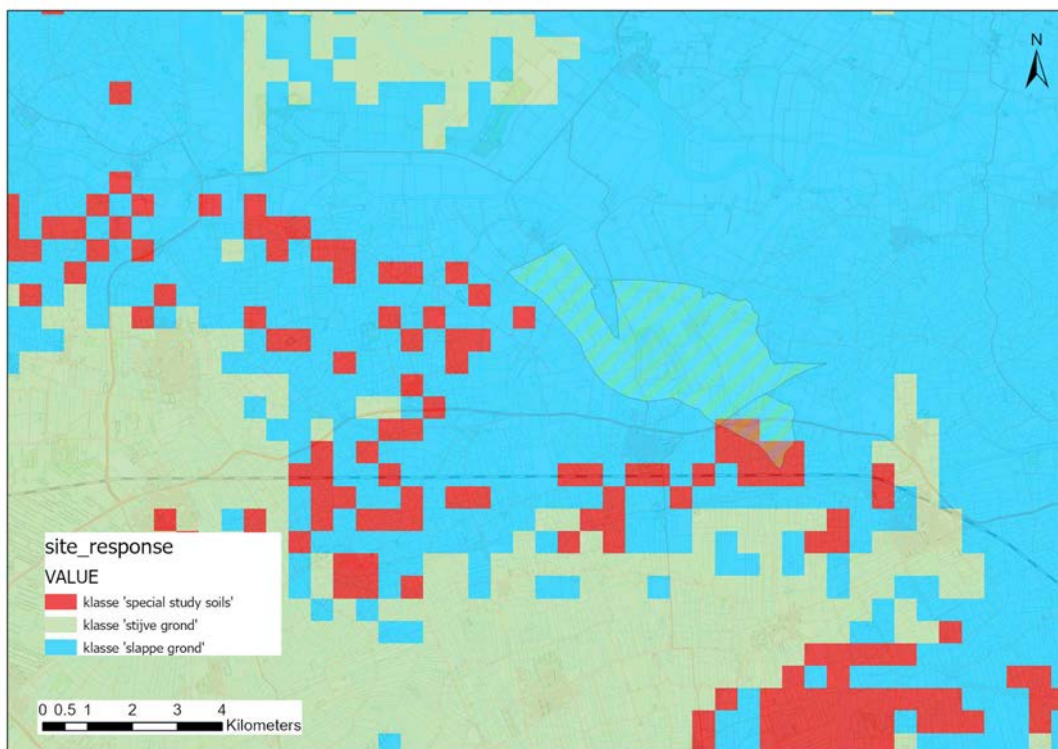 N
site_response
VALUE
klasse 'special study soils'
klasse 'stijve grond'
klasse 'slappe grond'
0 0.5 1 2 3 4
Kilometers